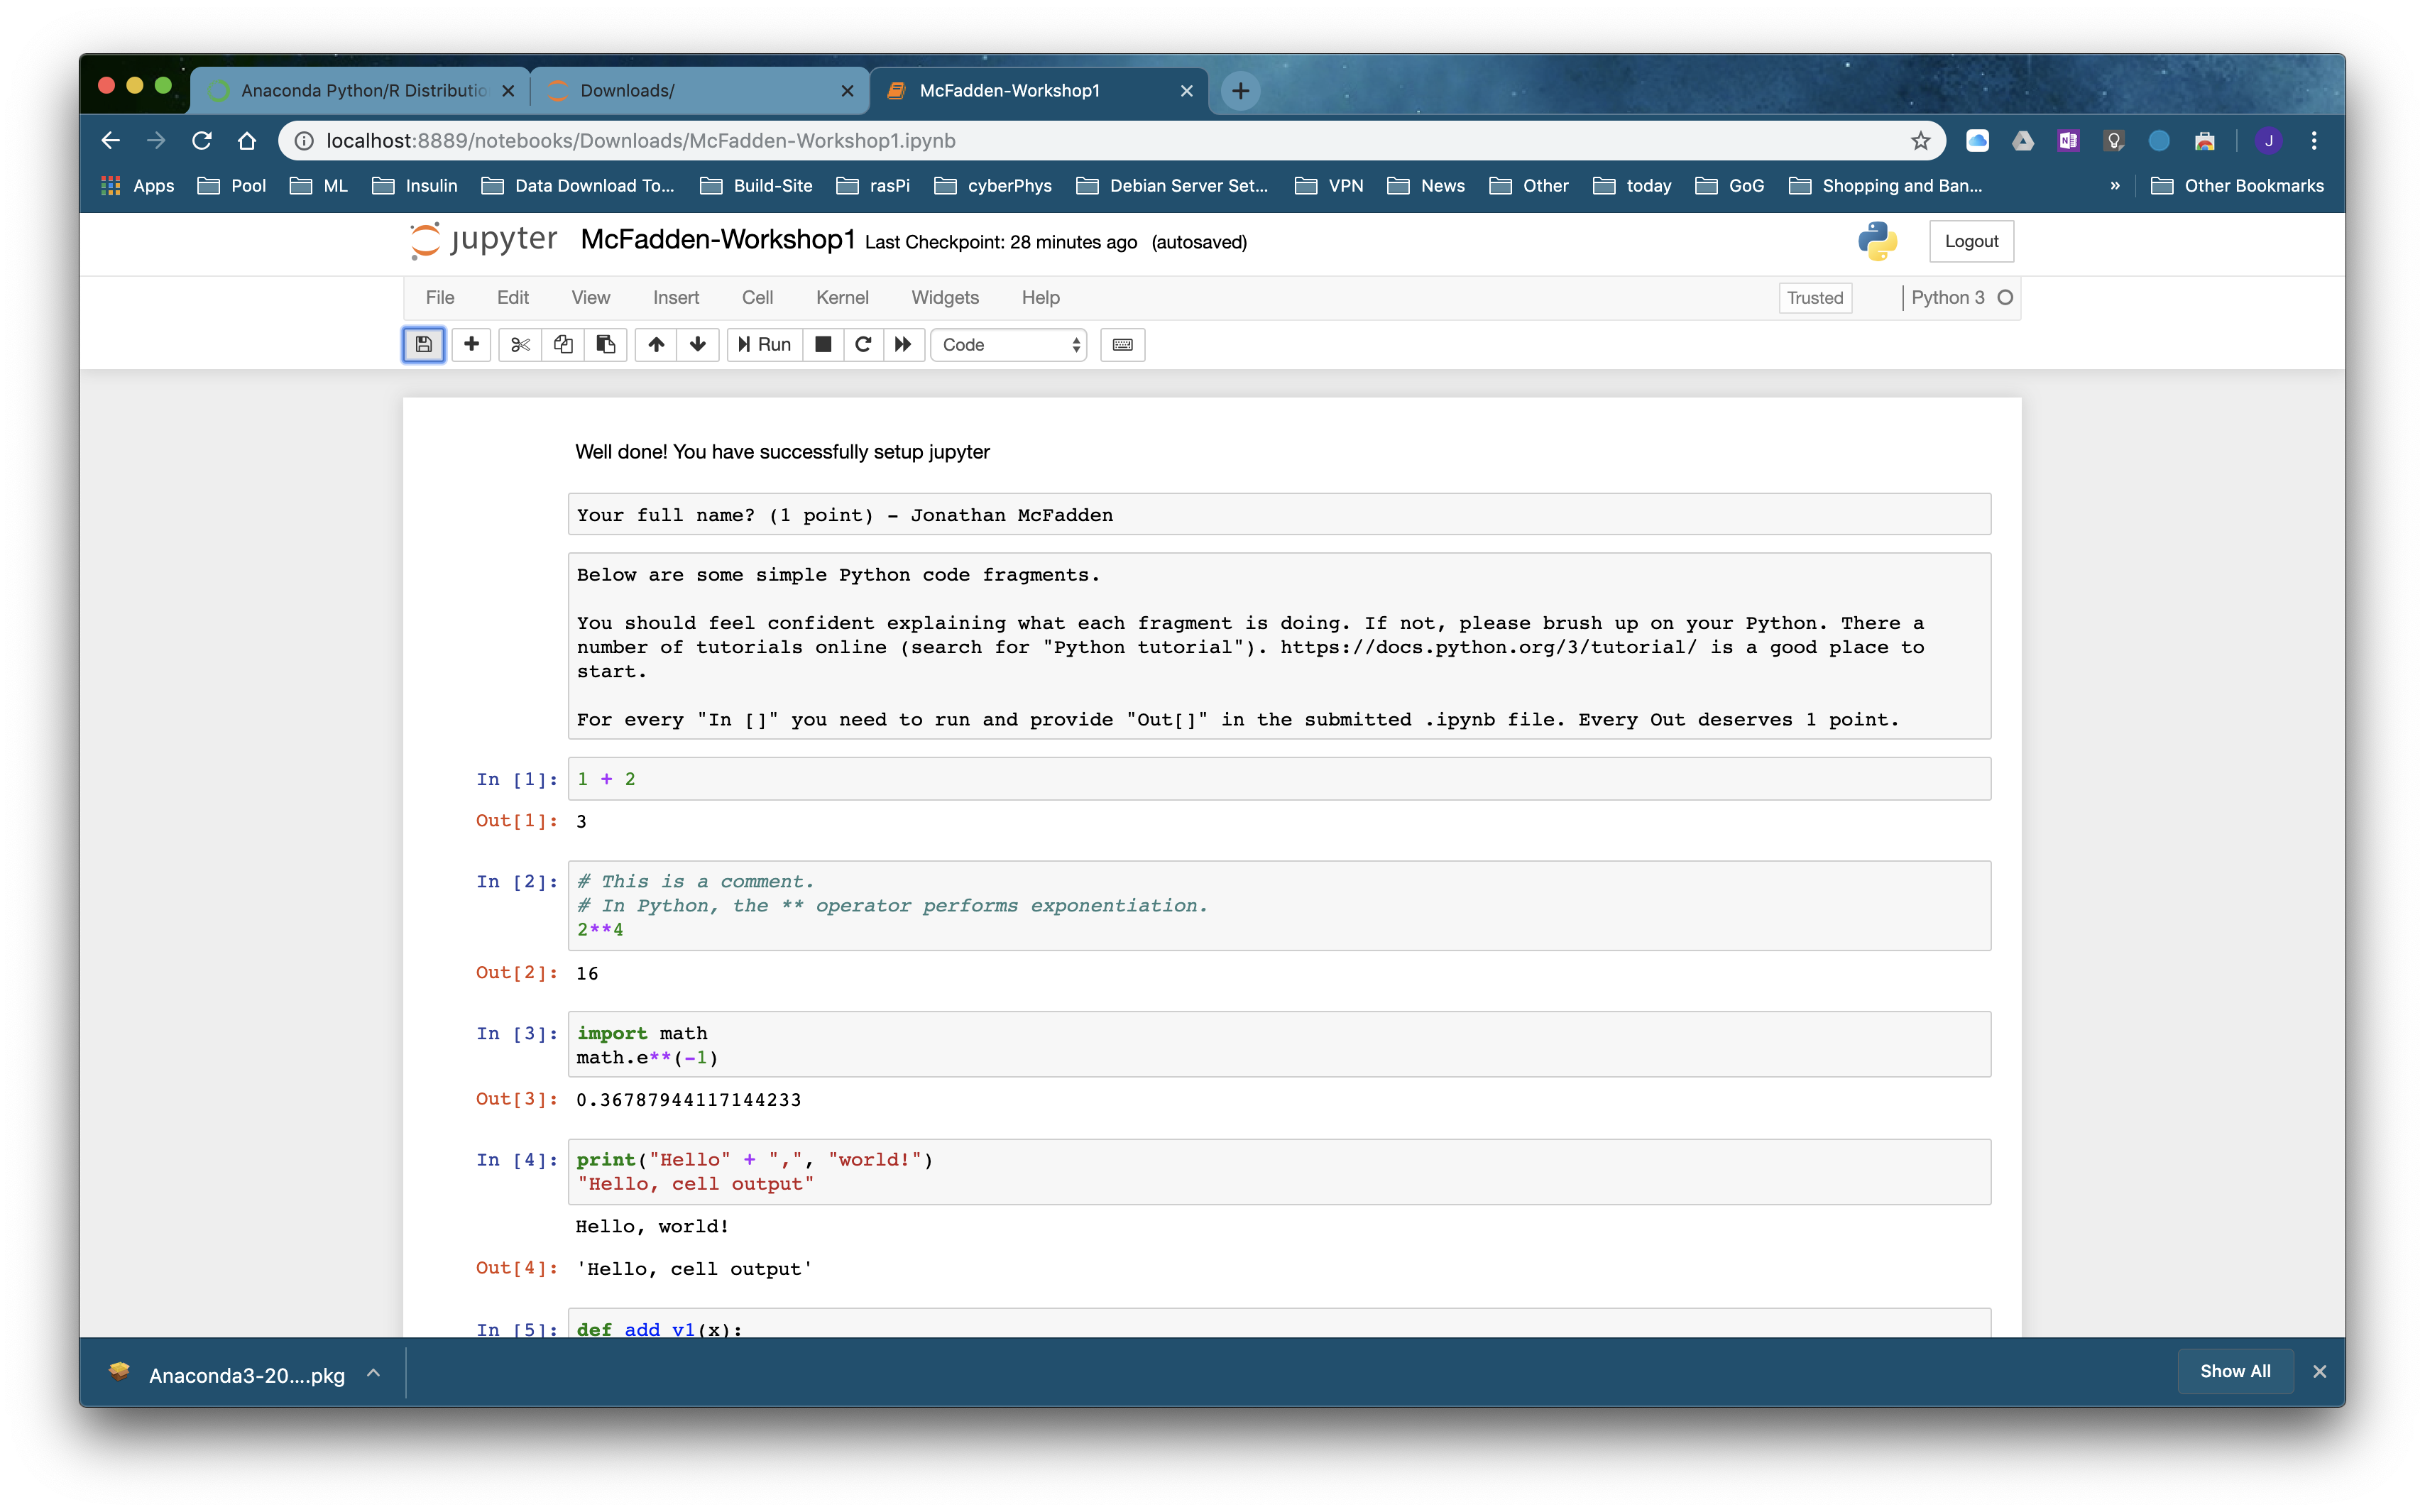 Anaconda Python/R Distributio
Downloads/
McFadden-Workshop1
localhost:8889/notebooks/Downloads/McFadden-Workshop1.ipynb
J
Apps Pool ML Insulin Data Download To... Build-Site rasPi cyberPhys Debian Server Set... VPN News Other today GoG Shopping and Ban... » Other Bookmarks
jupyter McFadden-Workshop1 Last Checkpoint: 28 minutes ago (autosaved) Logout
File Edit View Insert Cell Kernel Widgets Help Trusted Python 3
Run Code
Well done! You have successfully setup jupyter
Your full name? (1 point) - Jonathan McFadden
Below are some simple Python code fragments.
You should feel confident explaining what each fragment is doing. If not, please brush up on your Python. There a
number of tutorials online (search for "Python tutorial"). https://docs.python.org/3/tutorial/ is a good place to
start.
For every "In []" you need to run and provide "Out[]" in the submitted .ipynb file. Every Out deserves 1 point.
In [1]: 1 + 2
Out[1]: 3
In [2]: # This is a comment.
# In Python, the ** operator performs exponentiation.
2**4
Out[2]: 16
In [3]: import math
math.e**(-1)
Out[3]: 0.36787944117144233
In [4]: print("Hello" + ",", "world!")
"Hello, cell output"
Hello, world!
Out[4]: 'Hello, cell output'
In [5]: def add_v1(x):
Anaconda3-20....pkg Show All